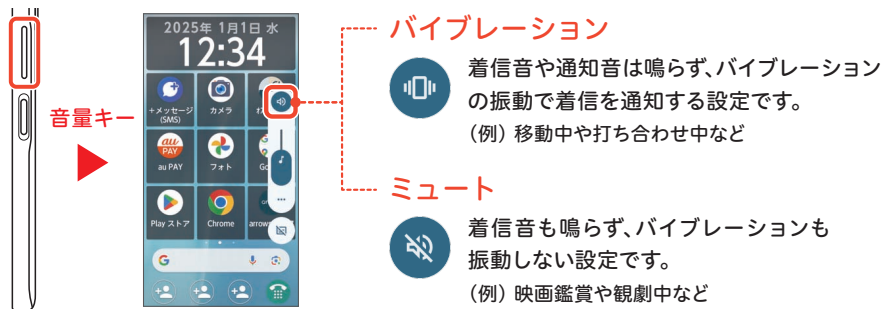 音量キー
2025年 1月1日 水
12:34
+メッセージ
(SMS)
カメラ
au
PAY
au PAY
フォト
Go
Play ストア
Chrome
arrows
G
バイブレーション
着信音や通知音は鳴らず、バイブレーション
の振動で着信を通知する設定です。
(例) 移動中や打ち合わせ中など
ミュート
着信音も鳴らず、バイブレーションも
振動しない設定です。
(例) 映画鑑賞や観劇中など